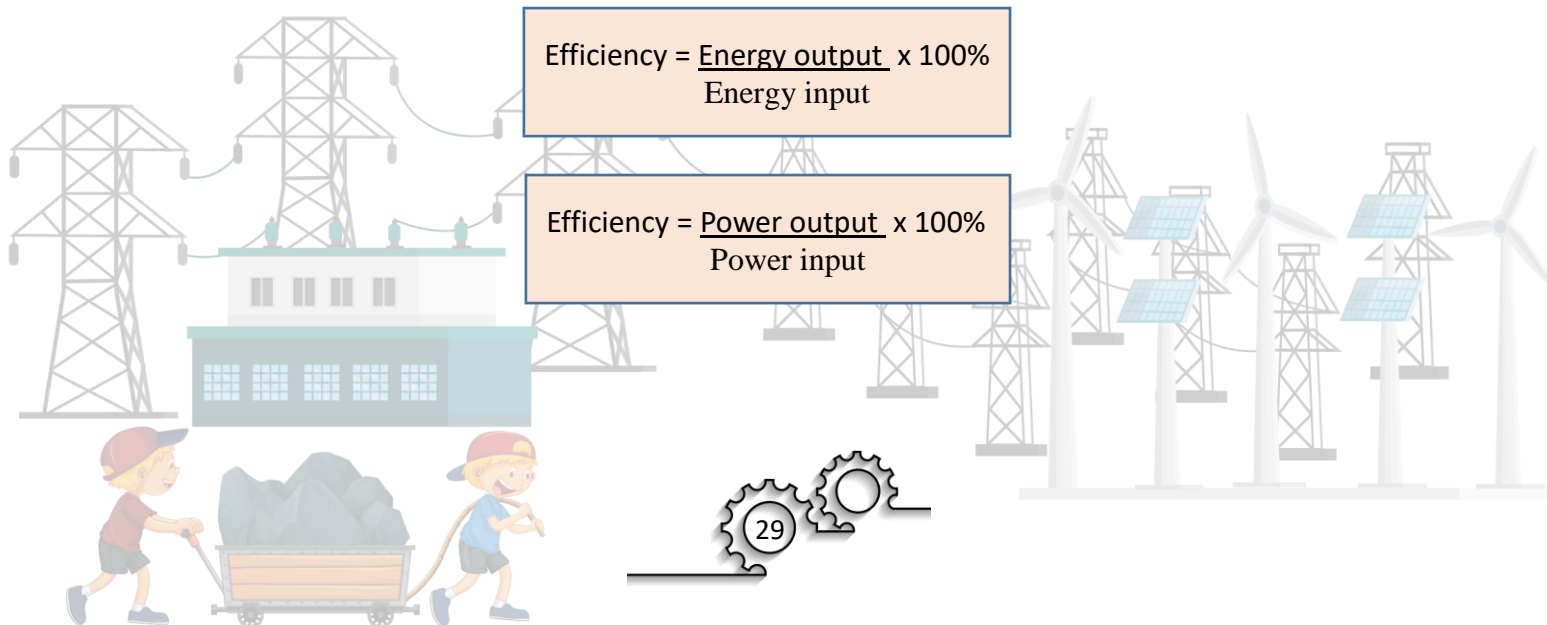 Efficiency = Energy output x 100%
Energy input
Efficiency = Power output x 100%
Power input
29